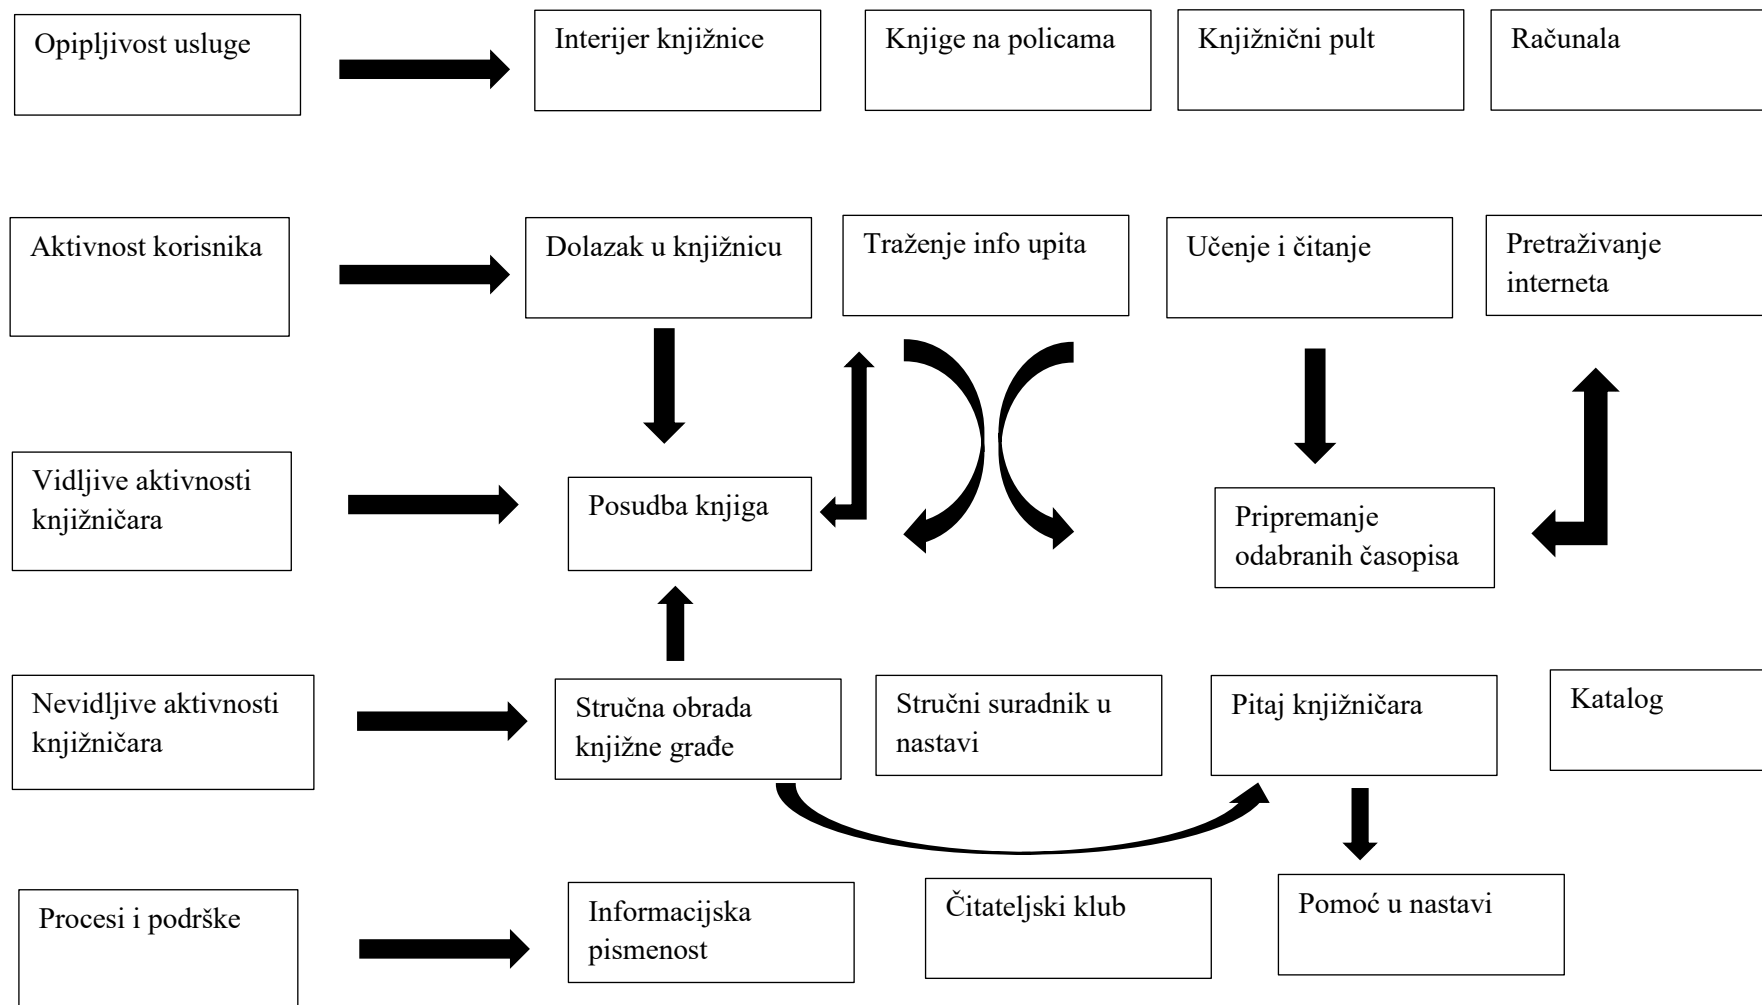 Opipljivost usluge
Interijer knjižnice
Knjige na policama
Knjižnični pult
Računala
Aktivnost korisnika
Dolazak u knjižnicu
Traženje info upita
Učenje i čitanje
Pretraživanje
interneta
Vidljive aktivnosti
knjižničara
Posudba knjiga
Pripremanje
odabranih časopisa
Nevidljive aktivnosti
knjižničara
Stručna obrada
knjižne građe
Stručni suradnik u
nastavi
Pitaj knjižničara
Katalog
Procesi i podrške
Informacijska
pismenost
Čitateljski klub
Pomoć u nastavi